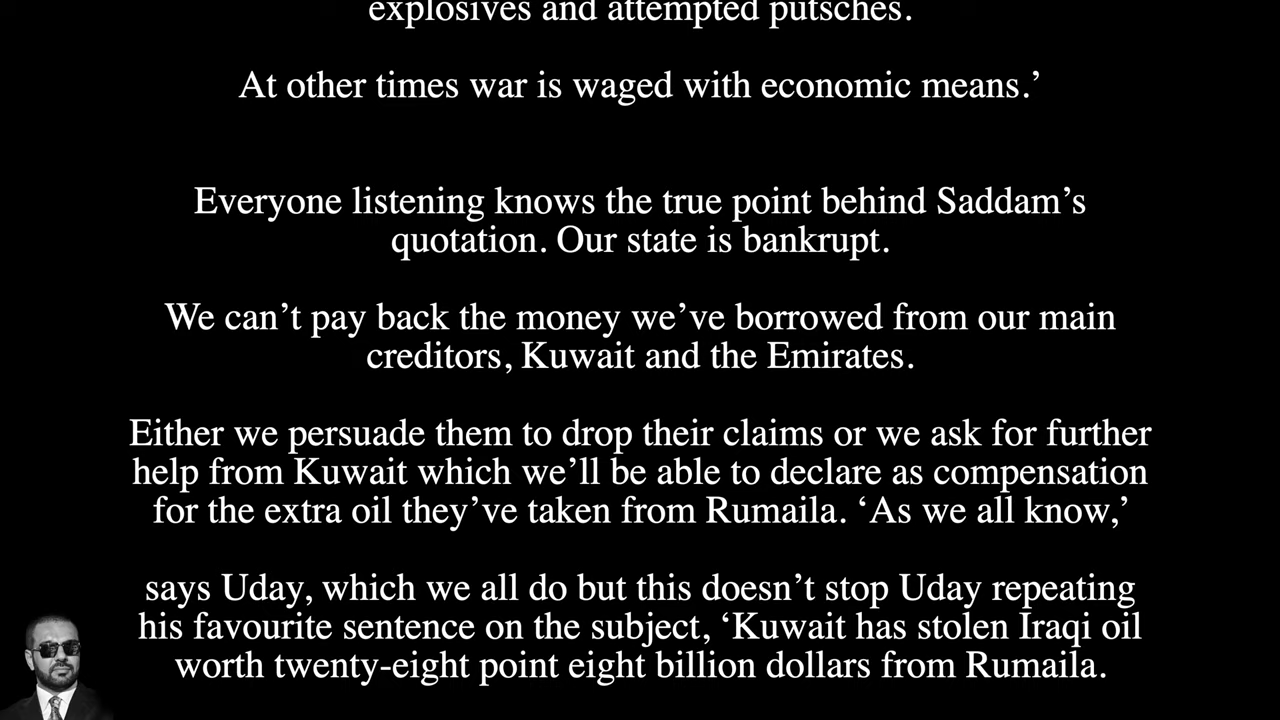 explosives and attempted putsches.
At other times war is waged with economic means.’
Everyone listening knows the true point behind Saddam’s
quotation. Our state is bankrupt.
We can’t pay back the money we’ve borrowed from our main
creditors, Kuwait and the Emirates.
Either we persuade them to drop their claims or we ask for further
help from Kuwait which we’ll be able to declare as compensation
for the extra oil they’ve taken from Rumaila. ‘As we all know,’
says Uday, which we all do but this doesn’t stop Uday repeating
his favourite sentence on the subject, ‘Kuwait has stolen Iraqi oil
worth twenty-eight point eight billion dollars from Rumaila.